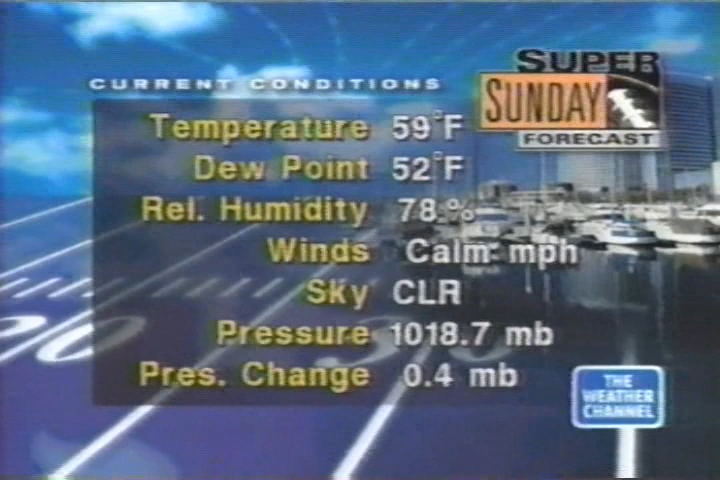 SUPER
SUNDAY
FORECAST
CURRENT CONDITIONS
Temperature 59°F
Dew Point 52°F
Rel. Humidity 78 %
Winds Calm mph
Sky CLR
Pressure 1018.7 mb
Pres. Change 0.4 mb
30
THE
WEATHER
CHANNEL